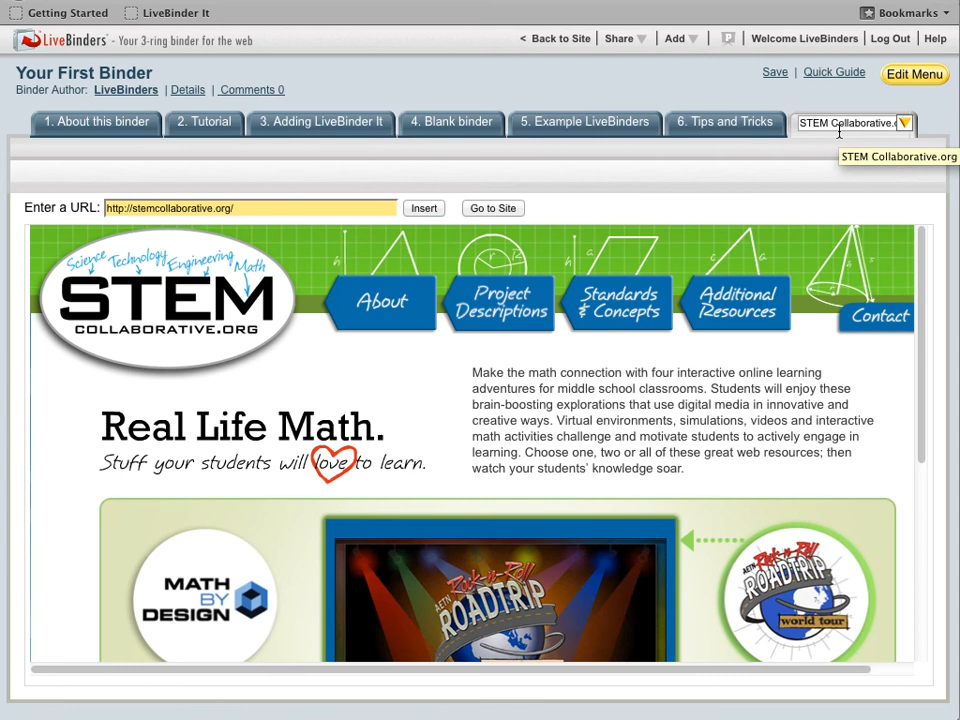 Getting Started LiveBinder It Bookmarks
LiveBinders - Your 3-ring binder for the web < Back to Site | Share | Add | | Welcome LiveBinders | Log Out | Help
Your First Binder Save | Quick Guide Edit Menu
Binder Author: LiveBinders | Details | Comments 0
1. About this binder 2. Tutorial 3. Adding LiveBinder It 4. Blank binder 5. Example LiveBinders 6. Tips and Tricks STEM Collaborative.o
STEM Collaborative.org
Enter a URL: http://stemcollaborative.org/ Insert Go to Site
Science Technology Engineering Math
STEM
COLLABORATIVE.ORG
About
Project
Descriptions
Standards
& Concepts
Additional
Resources
Contact
h a h a h a r
Real Life Math.
Stuff your students will love to learn.
Make the math connection with four interactive online learning
adventures for middle school classrooms. Students will enjoy these
brain-boosting explorations that use digital media in innovative and
creative ways. Virtual environments, simulations, videos and interactive
math activities challenge and motivate students to actively engage in
learning. Choose one, two or all of these great web resources; then
watch your students' knowledge soar.
MATH
BY
DESIGN
AETN Rock-n-Roll
ROADTRIP
AETN Rock-n-Roll
ROADTRIP
world tour